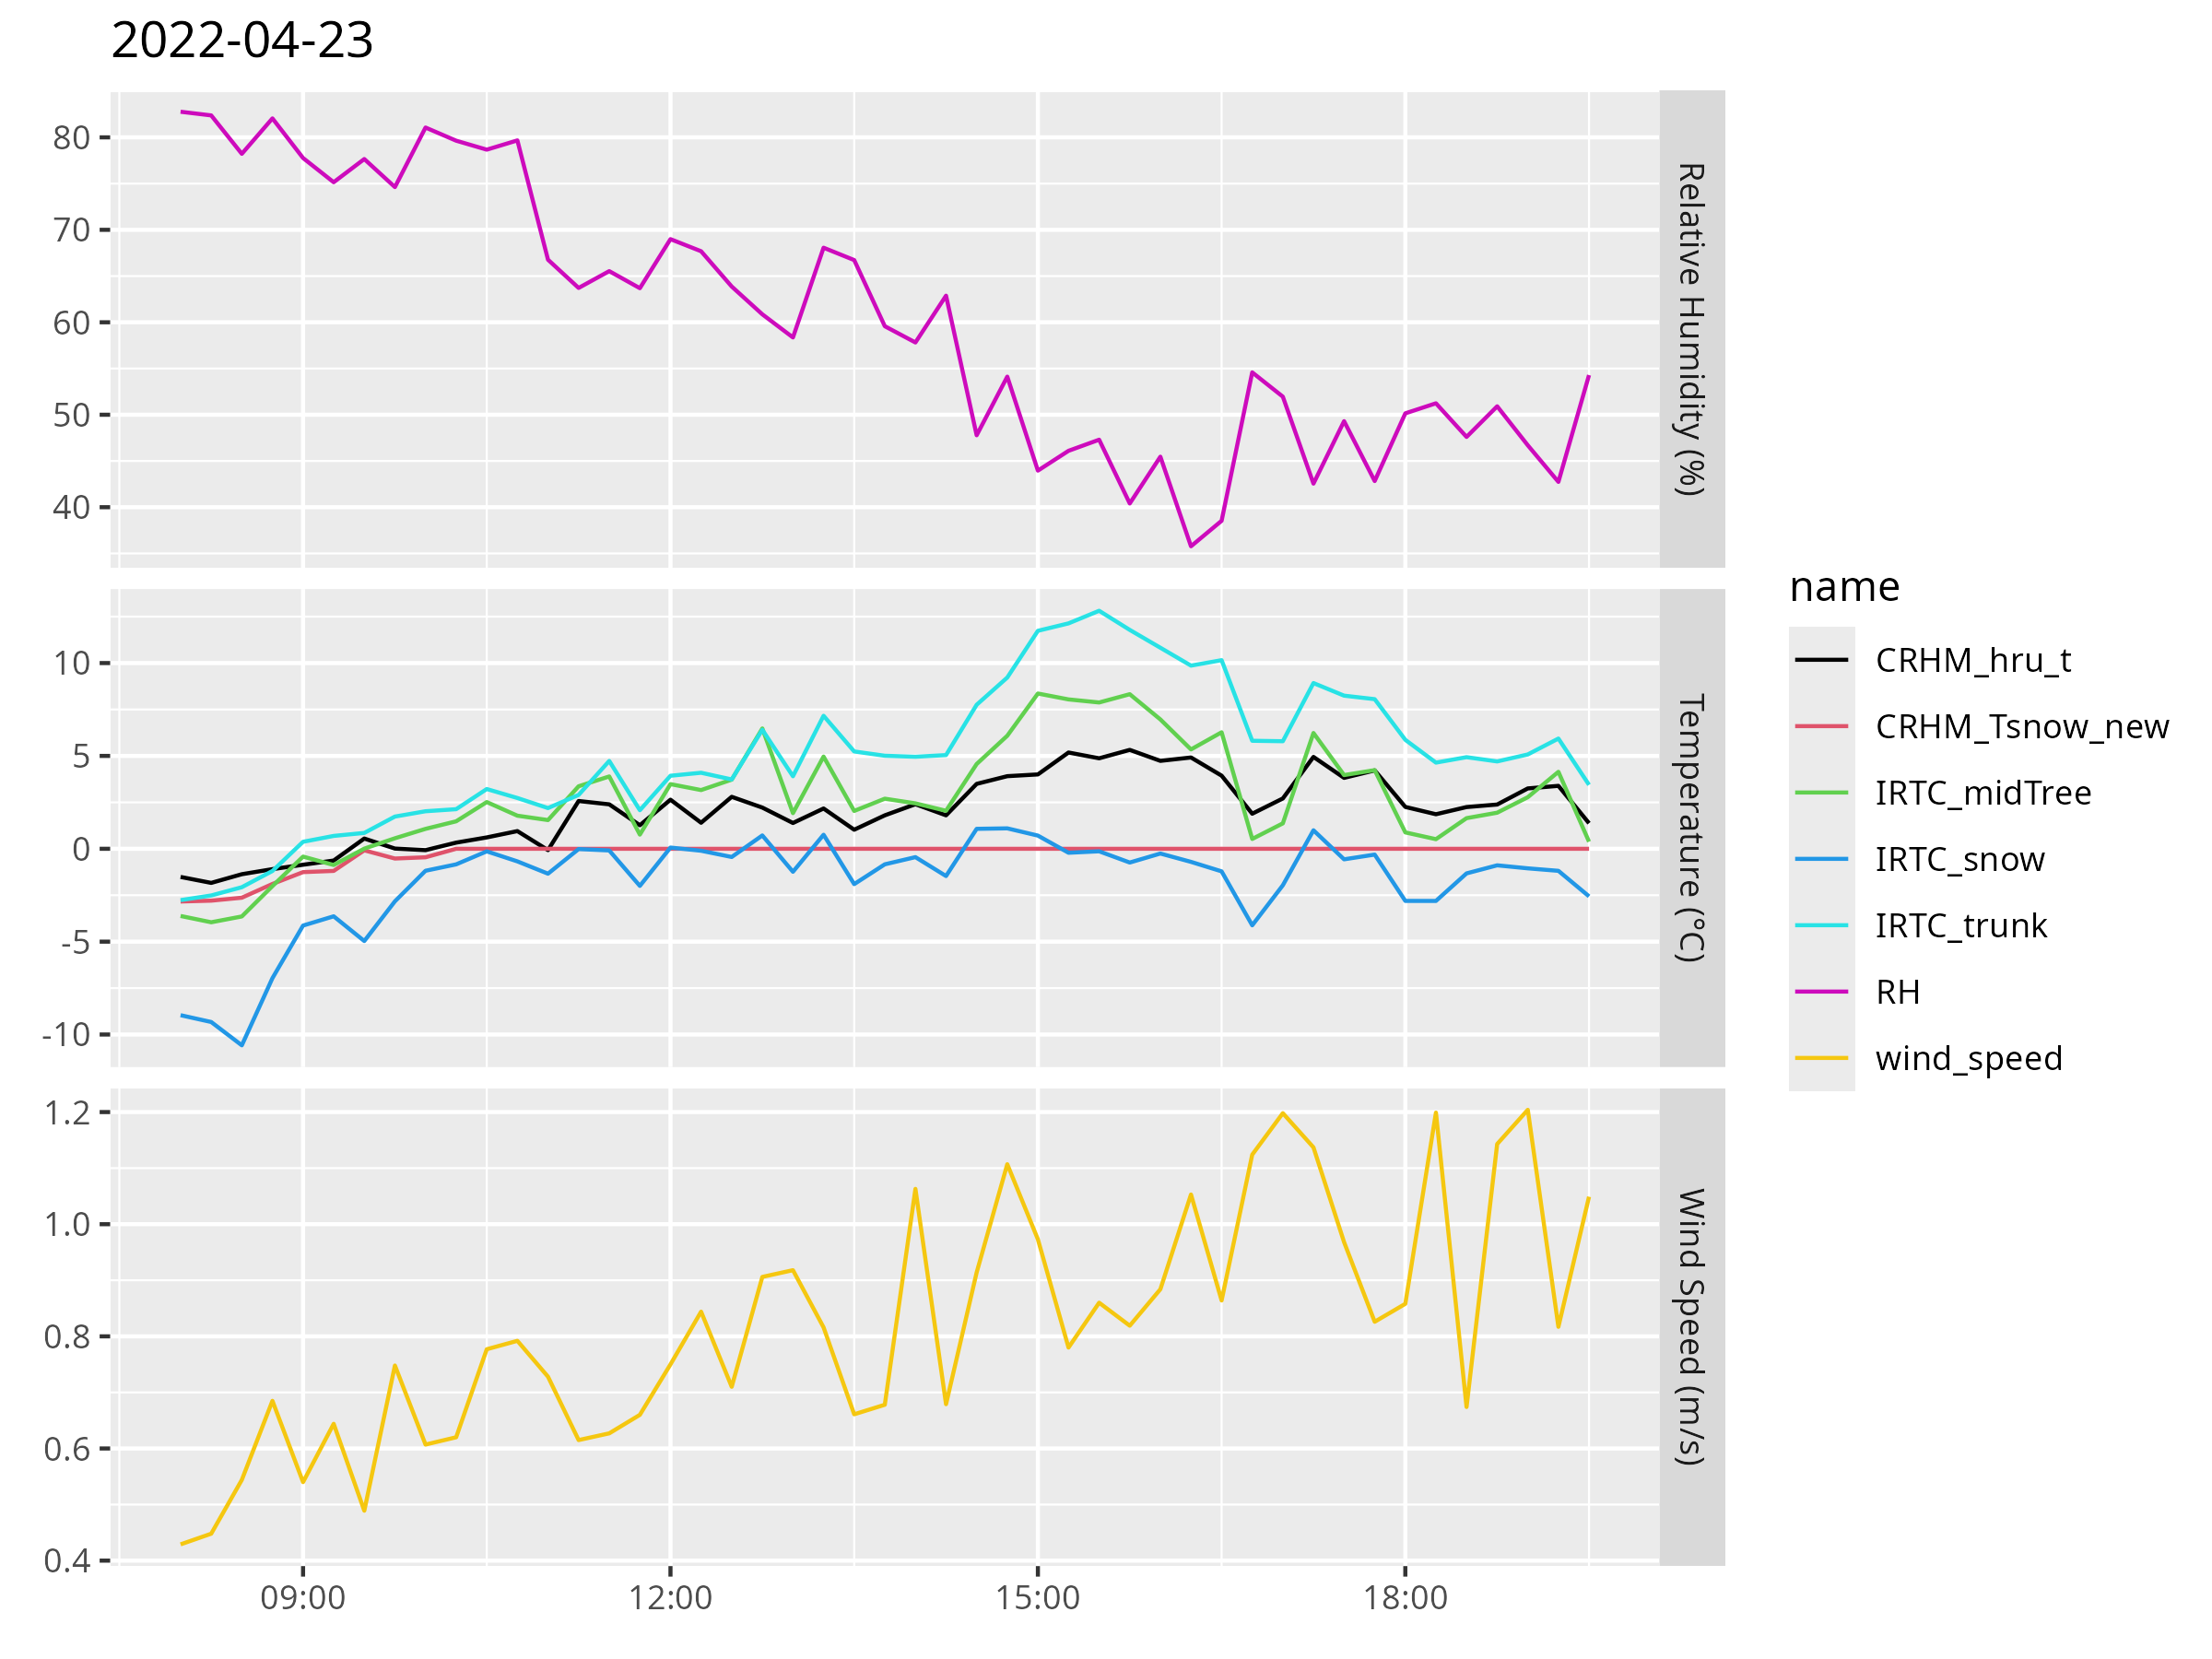 2022-04-23
80
70
60
50
40
Relative Humidity (%)
10
5
0
-5
-10
Temperature (°C)
1.2
1.0
0.8
0.6
0.4
Wind Speed (m/s)
09:00
12:00
15:00
18:00
name
CRHM_hru_t
CRHM_Tsnow_new
IRTC_midTree
IRTC_snow
IRTC_trunk
RH
wind_speed